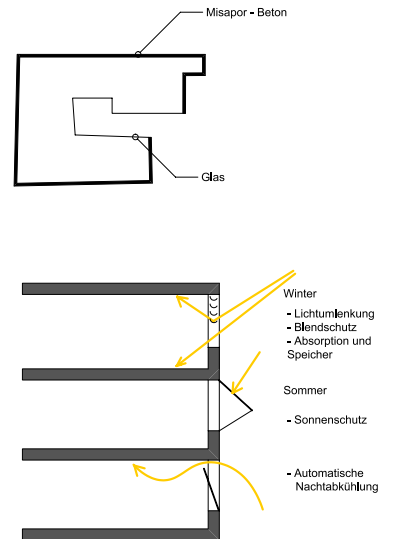 Misapor - Beton
Glas
Winter
- Lichtumlenkung
- Blendschutz
- Absorption und
Speicher
Sommer
- Sonnenschutz
- Automatische
Nachtabkühlung